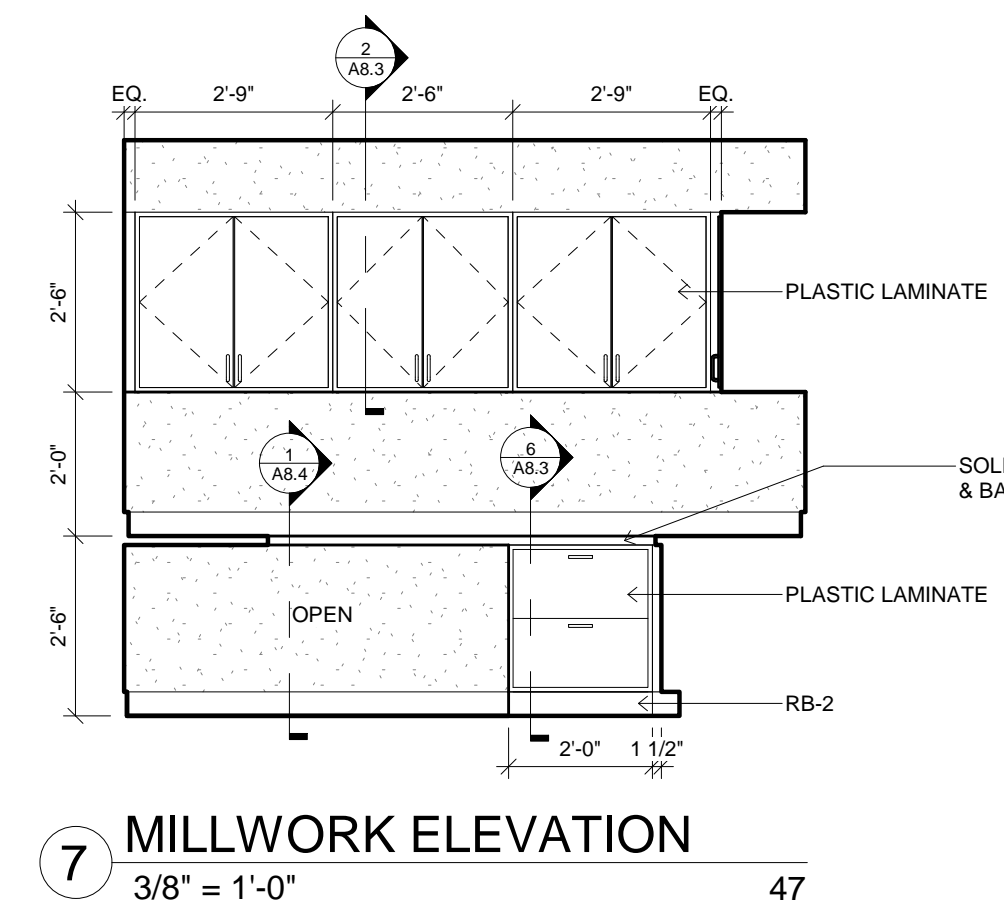 2
A8.3
EQ. 2'-9" 2'-6" 2'-9" EQ.
2'-6"
PLASTIC LAMINATE
2'-0"
1
A8.4
6
A8.3
& 
2'-6"
OPEN
PLASTIC LAMINATE
RB-2
2'-0" 1 1/2"
7 MILLWORK ELEVATION
3/8" = 1'-0" 47